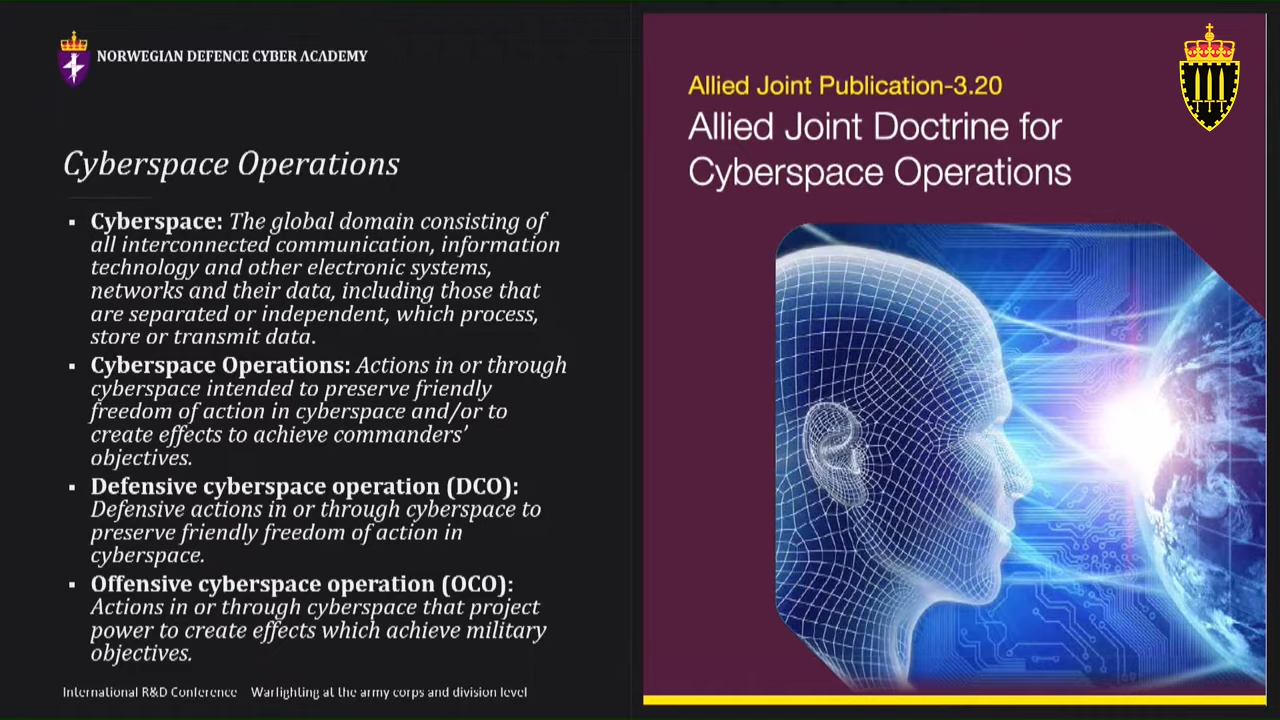 NORWEGIAN DEFENCE CYBER ACADEMY
Cyberspace Operations
▪ Cyberspace: The global domain consisting of
all interconnected communication, information
technology and other electronic systems,
networks and their data, including those that
are separated or independent, which process,
store or transmit data.
▪ Cyberspace Operations: Actions in or through
cyberspace intended to preserve friendly
freedom of action in cyberspace and/or to
create effects to achieve commanders’
objectives.
▪ Defensive cyberspace operation (DCO):
Defensive actions in or through cyberspace to
preserve friendly freedom of action in
cyberspace.
▪ Offensive cyberspace operation (OCO):
Actions in or through cyberspace that project
power to create effects which achieve military
objectives.
International R&D Conference Warfighting at the army corps and division level
Allied Joint Publication-3.20
Allied Joint Doctrine for
Cyberspace Operations